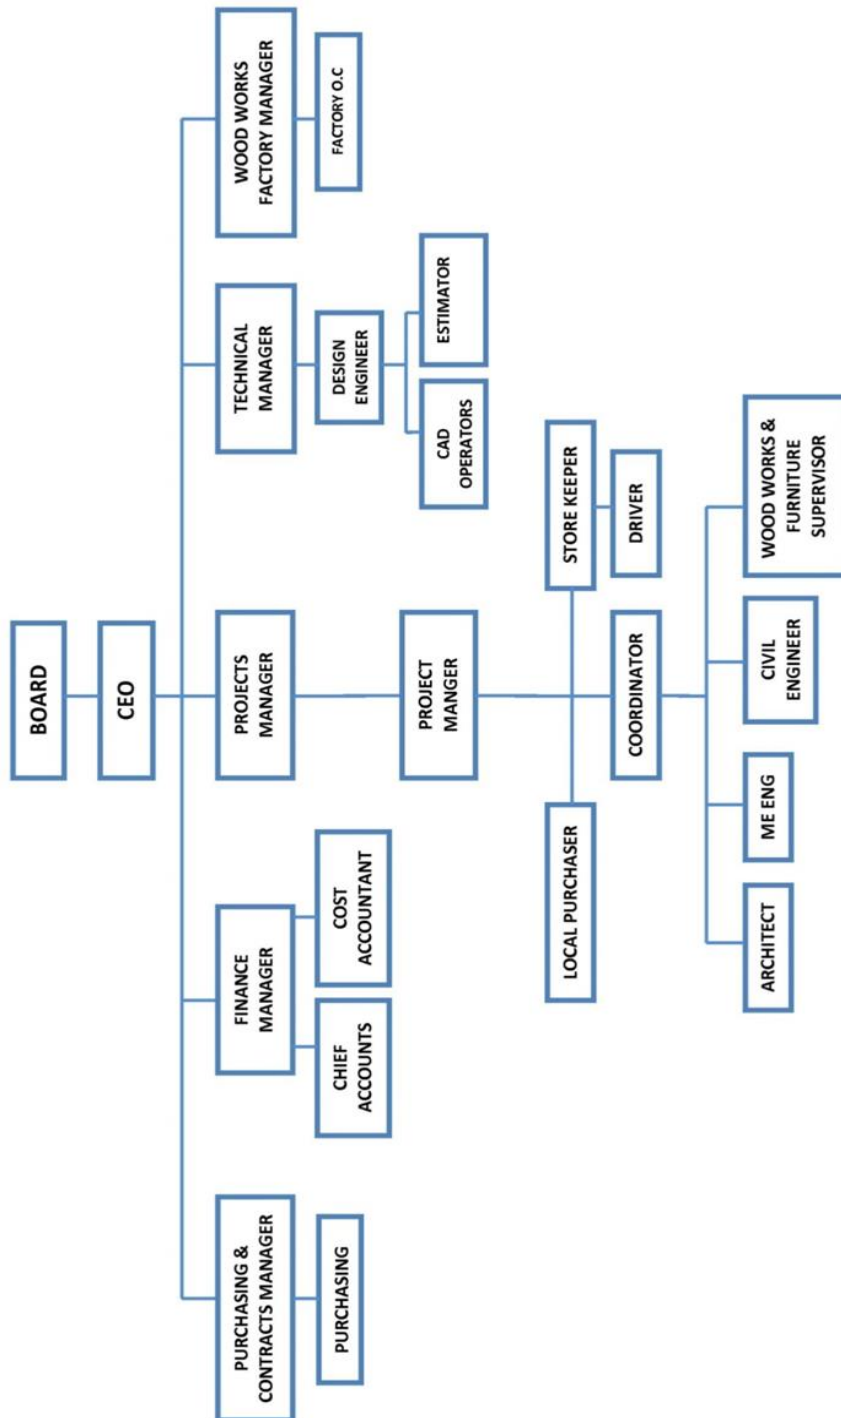 BOARD
CEO
PURCHASING &
CONTRACTS MANAGER
FINANCE
MANAGER
PROJECTS
MANAGER
TECHNICAL
MANAGER
WOOD WORKS
FACTORY MANAGER
PURCHASING
CHIEF
ACCOUNTS
COST
ACCOUNTANT
DESIGN
ENGINEER
FACTORY O.C
PROJECT
MANGER
CAD
OPERATORS
ESTIMATOR
LOCAL PURCHASER
STORE KEEPER
COORDINATOR
DRIVER
ARCHITECT
ME ENG
CIVIL
ENGINEER
WOOD WORKS &
FURNITURE
SUPERVISOR